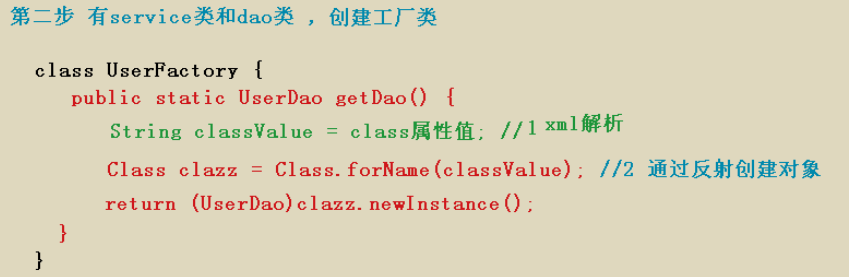 第二步 有service类和dao类 ，创建工厂类
class UserFactory {
public static UserDao getDao() {
String classValue = class属性值; //1 xml解析
Class clazz = Class.forName(classValue); //2 通过反射创建对象
return (UserDao)clazz.newInstance();
}
}